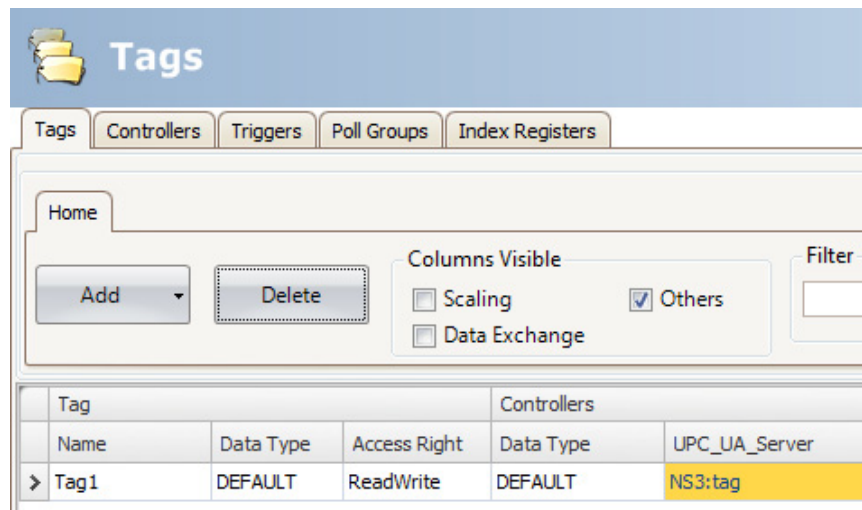 Tags
Tags Controllers Triggers Poll Groups Index Registers
Home
Add Delete
Columns Visible
Scaling Others
Data Exchange
Filter
Tag Controllers
Name Data Type Access Right Data Type UPC_UA_Server
Tag1 DEFAULT ReadWrite DEFAULT NS3:tag